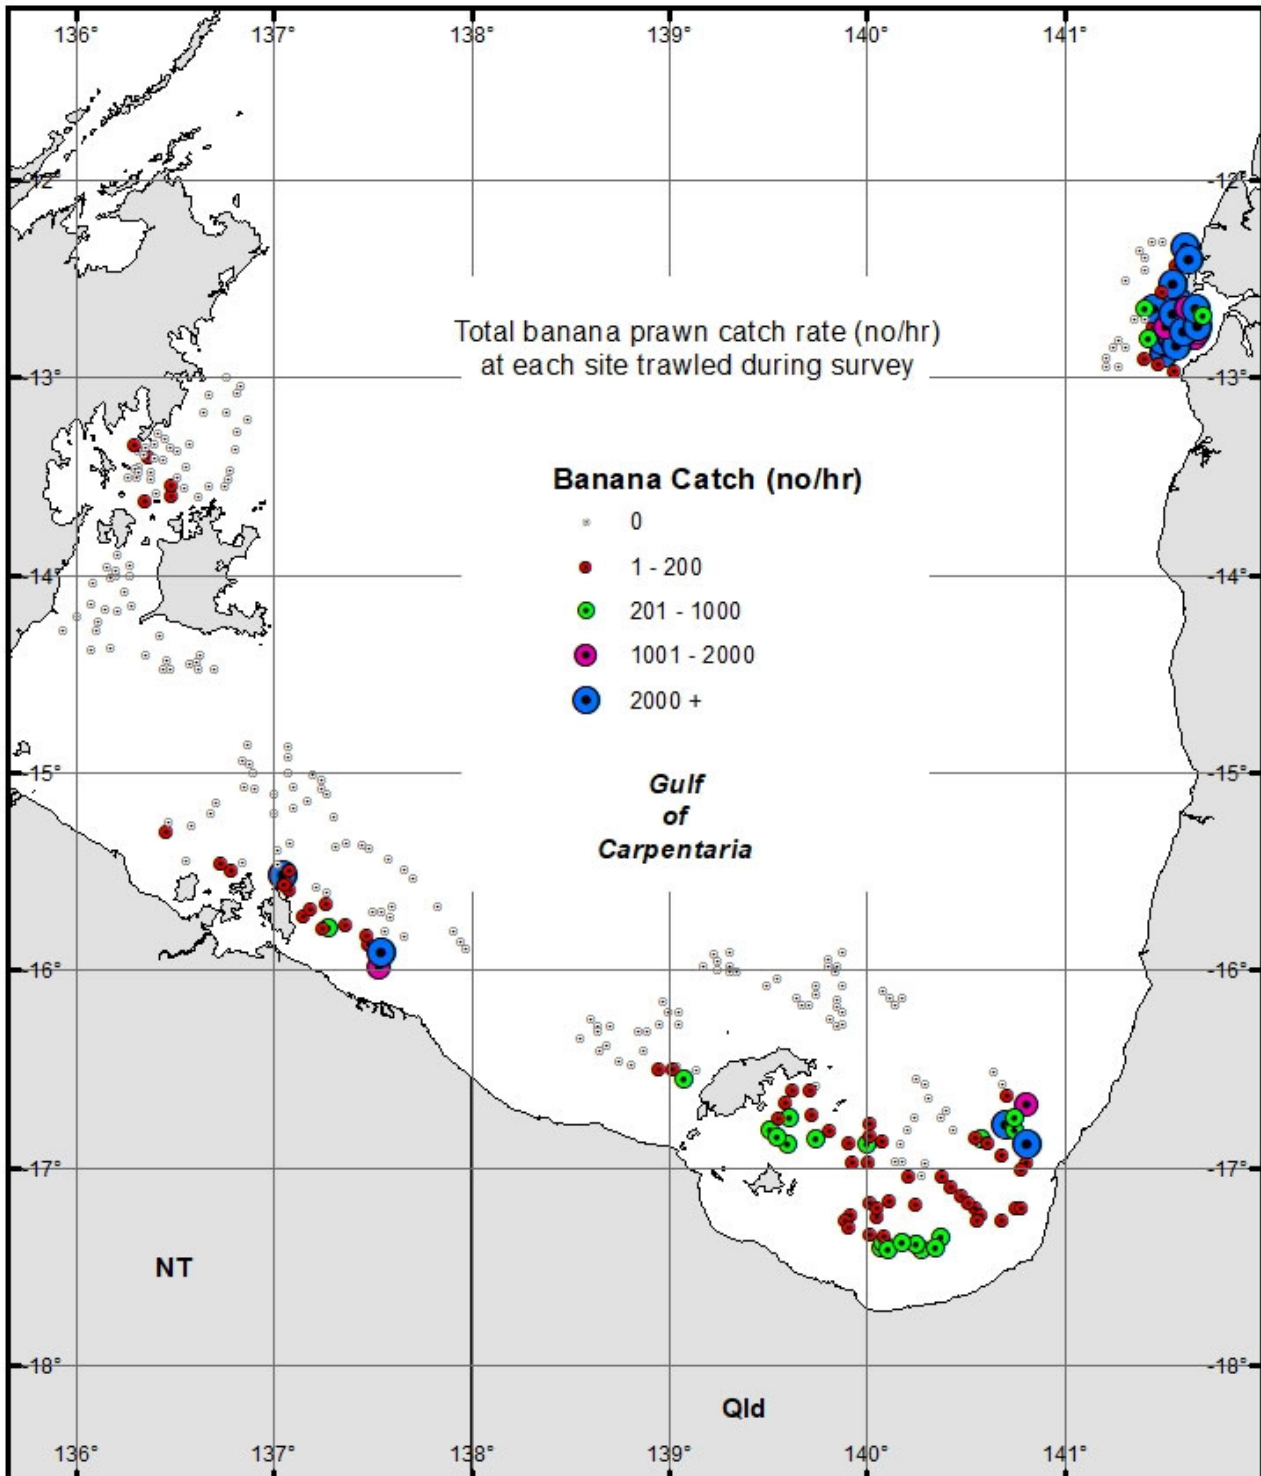 136° 137° 138° 139° 140° 141°
-12° -12°
Total banana prawn catch rate (no/hr)
at each site trawled during survey
-13° -13°
Banana Catch (no/hr)
0
1 - 200
201 - 1000
1001 - 2000
2000 +
-14° -14°
-15° -15°
Gulf
of
Carpentaria
-16° -16°
-17° -17°
NT
-18° -18°
Qld
136° 137° 138° 139° 140° 141°